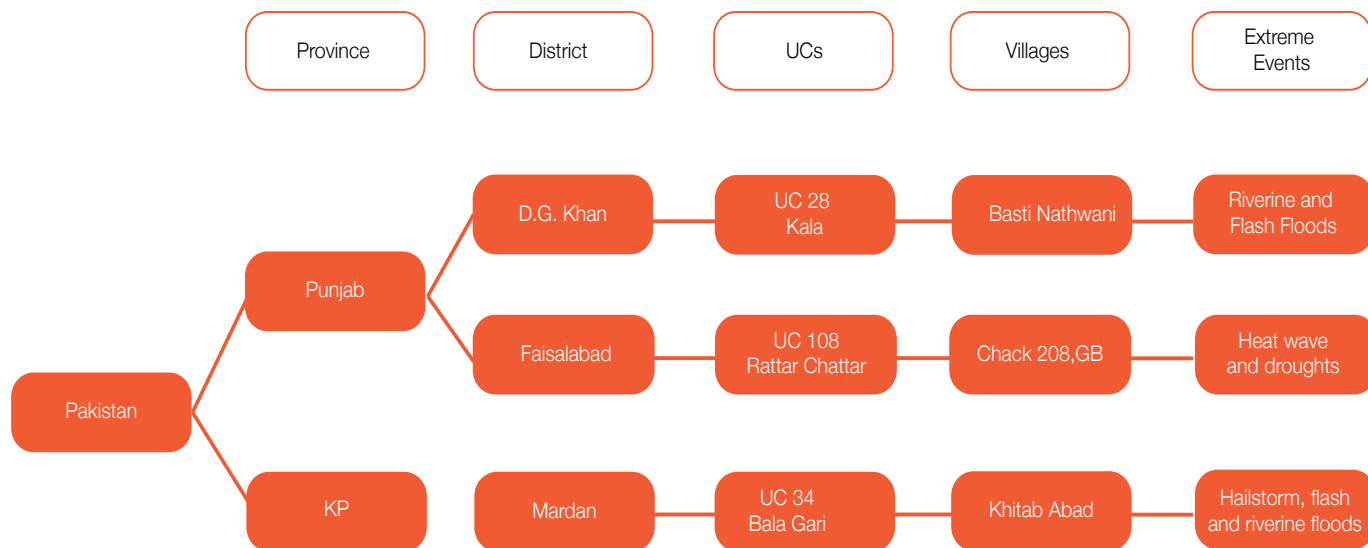 Province
District
UCs
Villages
Extreme
Events
D.G. Khan
UC 28
Kala
Basti Nathwani
Riverine and
Flash Floods
Punjab
Faisalabad
UC 108
Rattar Chattar
Chack 208,GB
Heat wave
and droughts
Pakistan
KP
Mardan
UC 34
Bala Gari
Khitab Abad
Hailstorm, flash
and riverine floods